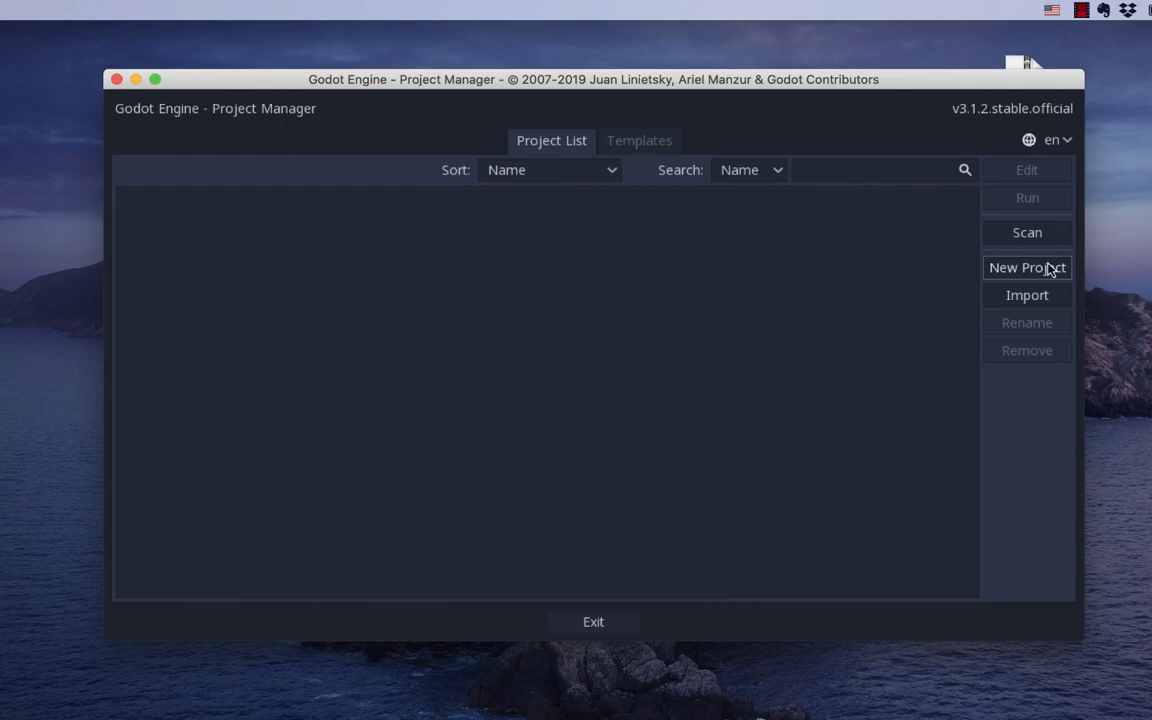 Godot Engine - Project Manager - © 2007-2019 Juan Linietsky, Ariel Manzur & Godot Contributors
Godot Engine - Project Manager
v3.1.2.stable.official
Project List
Templates
en
Sort:
Name
Search:
Name
Edit
Run
Scan
New Project
Import
Rename
Remove
Exit